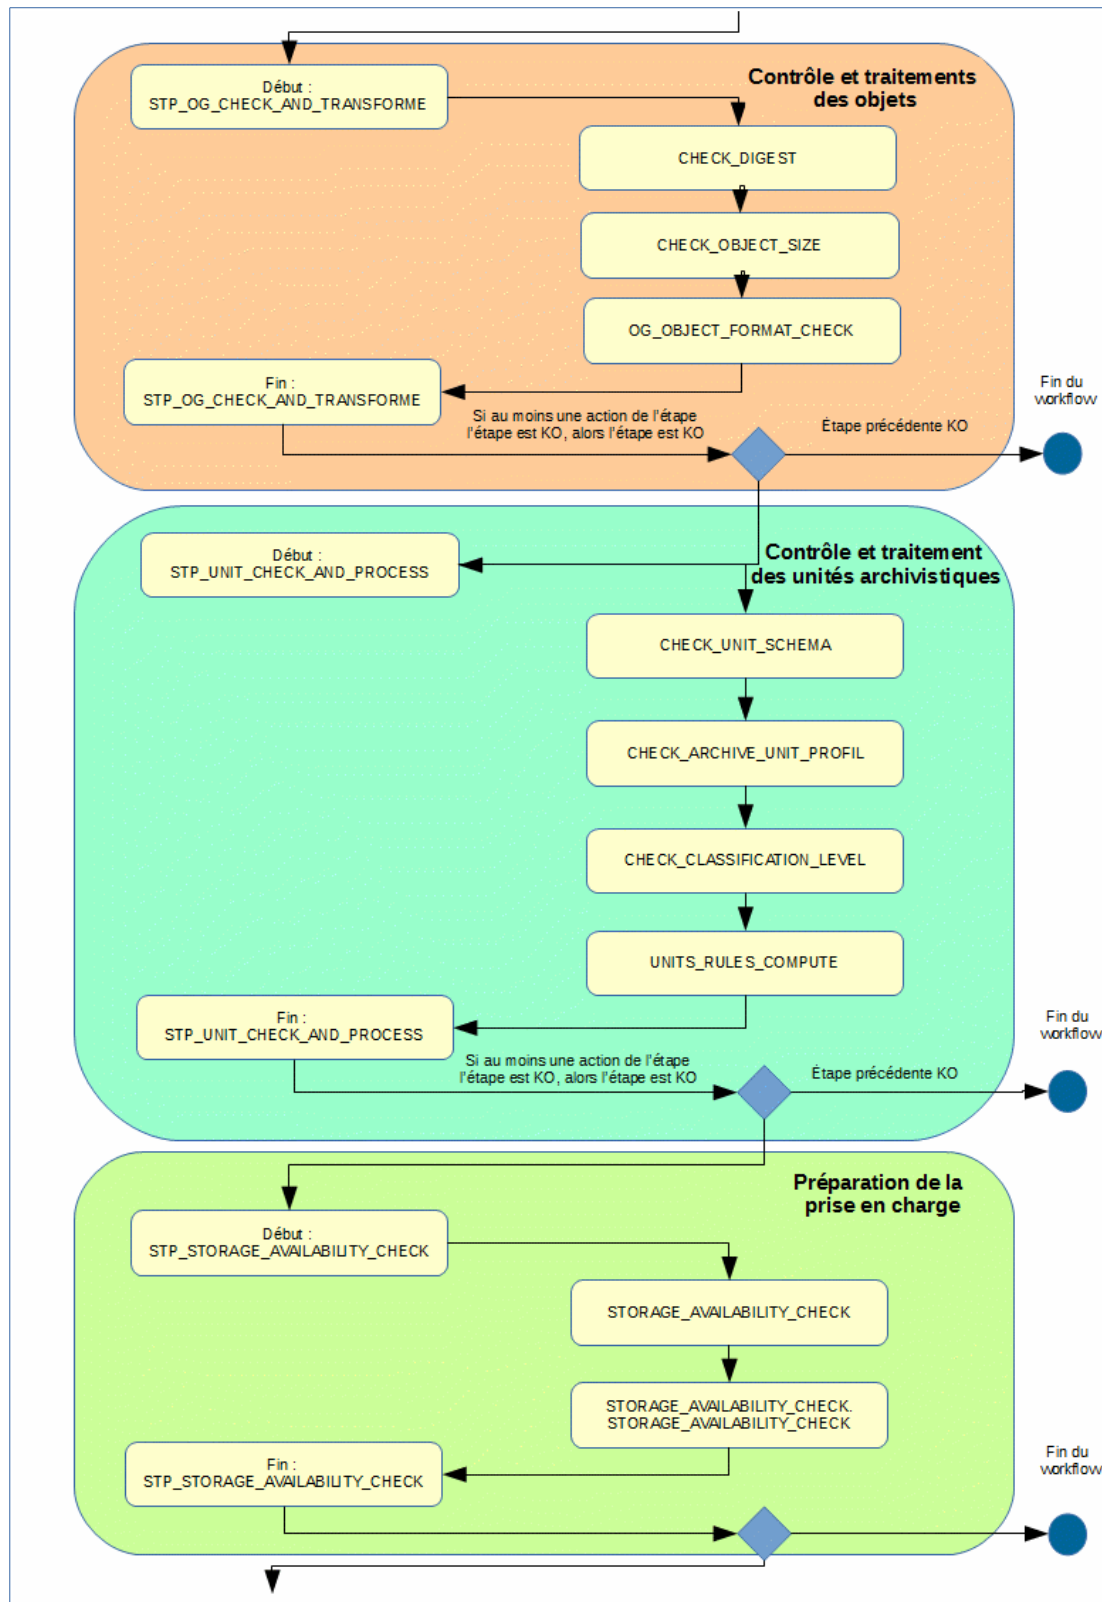 Contrôle et traitements
des objets
Début :
STP_OG_CHECK_AND_TRANSFORME
CHECK_DIGEST
CHECK_OBJECT_SIZE
OG_OBJECT_FORMAT_CHECK
Fin :
STP_OG_CHECK_AND_TRANSFORME
Si au moins une action de l'étape
l'étape est KO, alors l'étape est KO
Étape précédente KO
Fin du
workflow
Contrôle et traitement
des unités archivistiques
Début :
STP_UNIT_CHECK_AND_PROCESS
CHECK_UNIT_SCHEMA
CHECK_ARCHIVE_UNIT_PROFIL
CHECK_CLASSIFICATION_LEVEL
UNITS_RULES_COMPUTE
Fin :
STP_UNIT_CHECK_AND_PROCESS
Si au moins une action de l'étape
l'étape est KO, alors l'étape est KO
Étape précédente KO
Fin du
workflow
Préparation de la
prise en charge
Début :
STP_STORAGE_AVAILABILITY_CHECK
STORAGE_AVAILABILITY_CHECK
STORAGE_AVAILABILITY_CHECK.
STORAGE_AVAILABILITY_CHECK
Fin :
STP_STORAGE_AVAILABILITY_CHECK
Fin du
workflow